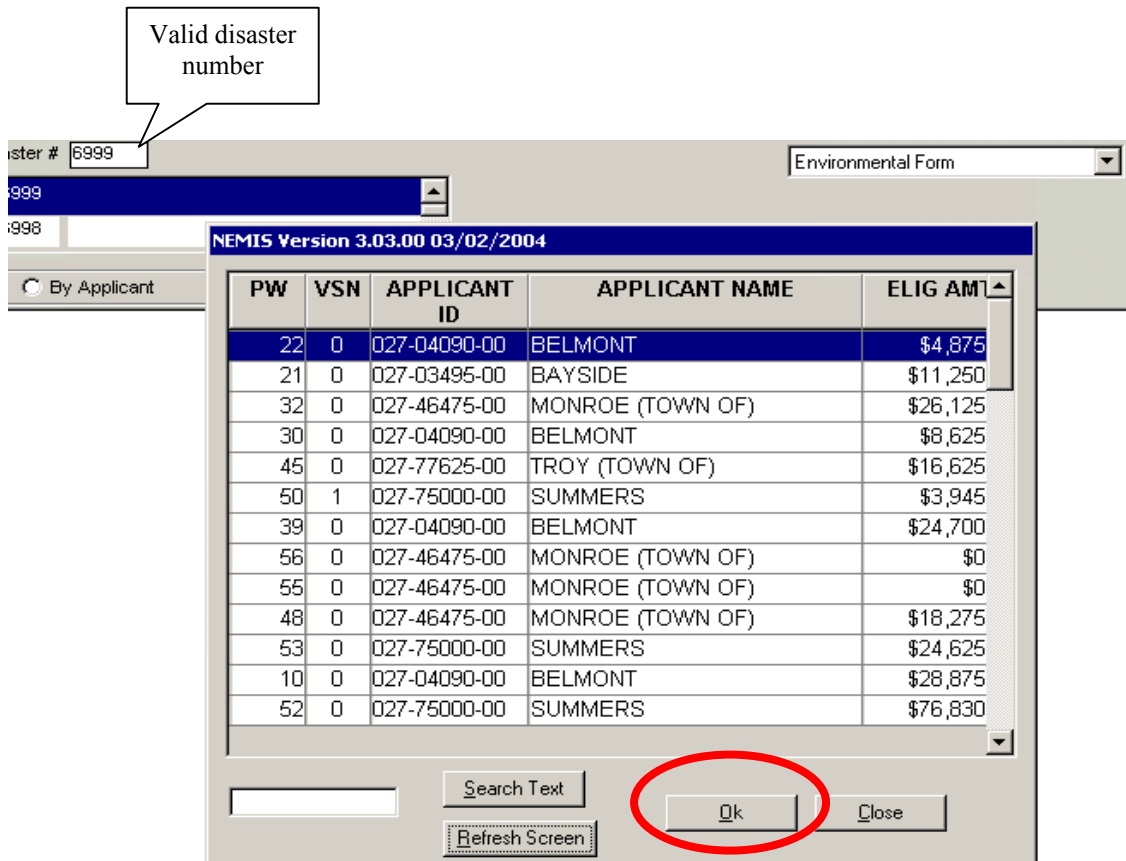 Valid disaster
number
ster # 6999
Environmental Form
999
998
NEMIS Version 3.03.00 03/02/2004
By Applicant
PW VSN APPLICANT ID APPLICANT NAME ELIG AMT
22 0 027-04090-00 BELMONT $4,875
21 0 027-03495-00 BAYSIDE $11,250
32 0 027-46475-00 MONROE (TOWN OF) $26,125
30 0 027-04090-00 BELMONT $8,625
45 0 027-77625-00 TROY (TOWN OF) $16,625
50 1 027-75000-00 SUMMERS $3,945
39 0 027-04090-00 BELMONT $24,700
56 0 027-46475-00 MONROE (TOWN OF) $0
55 0 027-46475-00 MONROE (TOWN OF) $0
48 0 027-46475-00 MONROE (TOWN OF) $18,275
53 0 027-75000-00 SUMMERS $24,625
10 0 027-04090-00 BELMONT $28,875
52 0 027-75000-00 SUMMERS $76,830
Search Text
Ok Close
Refresh Screen